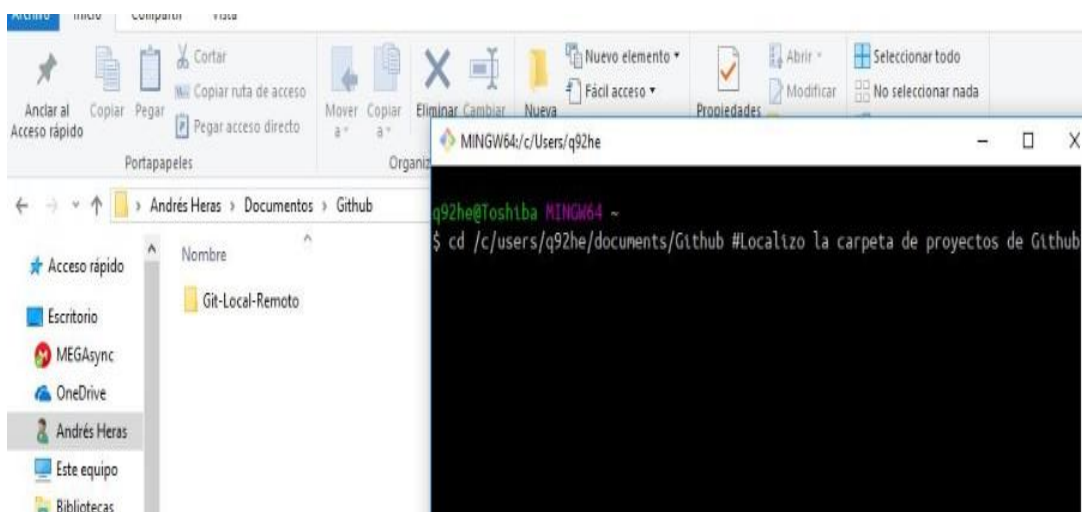 Archivo Inicio Compartir Vista
Anclar al
Acceso rápido
Copiar
Pegar
Cortar
Copiar ruta de acceso
Pegar acceso directo
Portapapeles
Mover
a
Copiar
a
Eliminar
Cambiar
Nueva
Organiz
Nuevo elemento
Fácil acceso
Propiedades
Abrir
Modificar
Seleccionar todo
No seleccionar nada
MINGW64:/c/Users/q92he
Andrés Heras › Documentos › Github
q92he@Toshiba MINGW64 ~
$ cd /c/users/q92he/documents/Github #Localizo la carpeta de proyectos de Github
Nombre
Git-Local-Remoto
Acceso rápido
Escritorio
MEGAsync
OneDrive
Andrés Heras
Este equipo
Bibliotecas